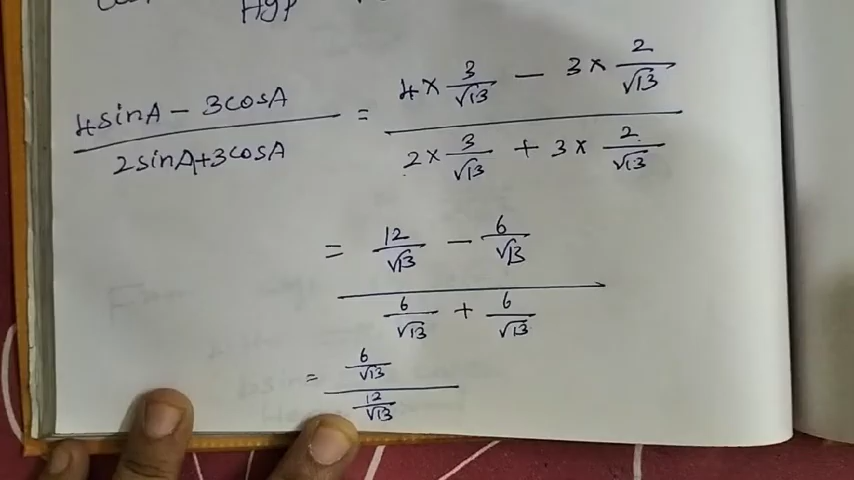 Hyp
4sinA - 3cosA / 2sinA+3cosA = 4 × 3/√13 - 3 × 2/√13 / 2 × 3/√13 + 3 × 2/√13
= 12/√13 - 6/√13 / 6/√13 + 6/√13
= 6/√13 / 12/√13